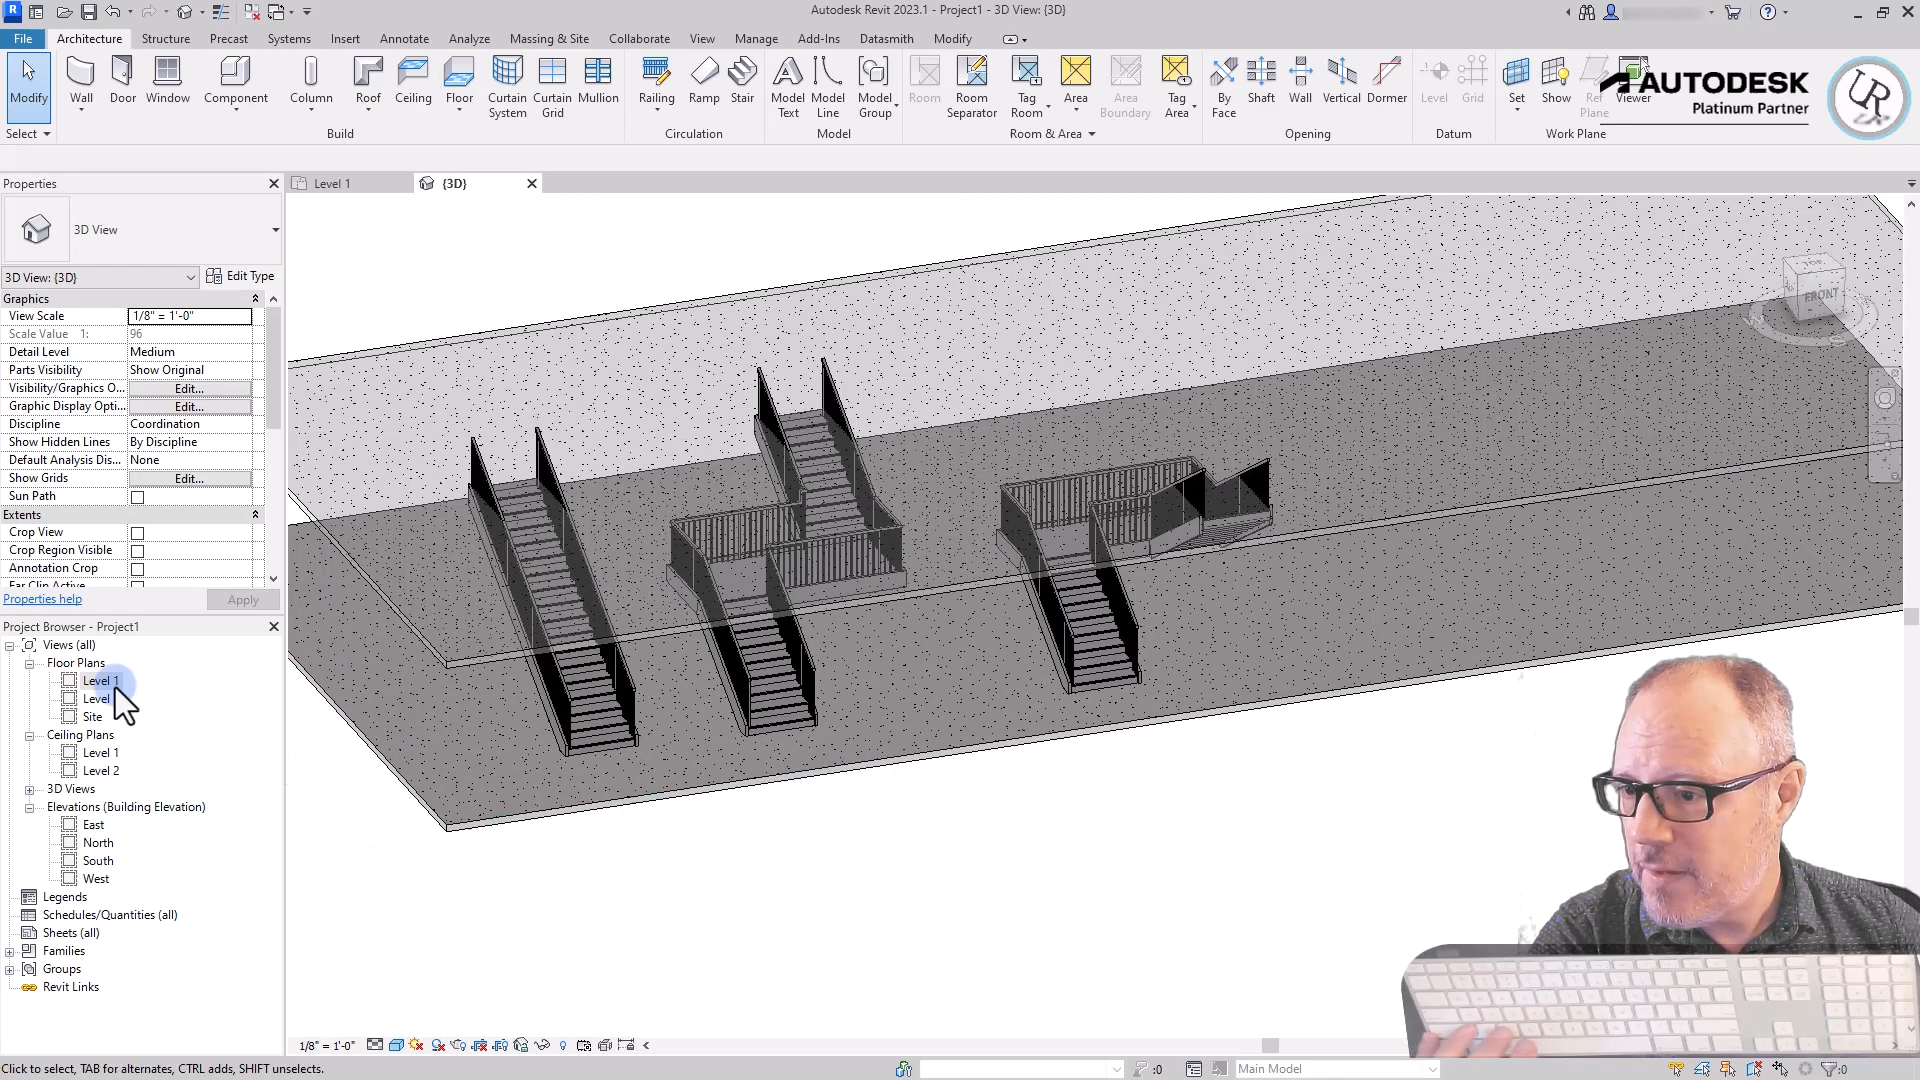 Autodesk Revit 2023.1 - Project1 - 3D View: {3D}
File Architecture Structure Precast Systems Insert Annotate Analyze Massing & Site Collaborate View Manage Add-Ins Datasmith Modify
Modify Wall Door Window Component Column Roof Ceiling Floor Curtain System Curtain Grid Mullion Railing Ramp Stair Model Text Model Line Model Group Room Room Separator Tag Room Area Area Boundary Tag Area By Face Shaft Wall Vertical Dormer Level Grid Set Show Ref Plane Viewer
AUTODESK
Platinum Partner
UR
Select Build Circulation Model Room & Area Opening Datum Work Plane
Properties
Level 1 {3D}
3D View
3D View: {3D} Edit Type
Graphics
View Scale 1/8" = 1'-0"
Scale Value 1: 96
Detail Level Medium
Parts Visibility Show Original
Visibility/Graphics O... Edit...
Graphic Display Opti... Edit...
Discipline Coordination
Show Hidden Lines By Discipline
Default Analysis Dis... None
Show Grids Edit...
Sun Path
Extents
Crop View
Crop Region Visible
Annotation Crop
Far Clip Active
Properties help Apply
TOP
FRONT
Project Browser - Project1
Views (all)
Floor Plans
Level 1
Level
Site
Ceiling Plans
Level 1
Level 2
3D Views
Elevations (Building Elevation)
East
North
South
West
Legends
Schedules/Quantities (all)
Sheets (all)
Families
Groups
Revit Links
1/8" = 1'-0"
Click to select, TAB for alternates, CTRL adds, SHIFT unselects. :0 Main Model :0